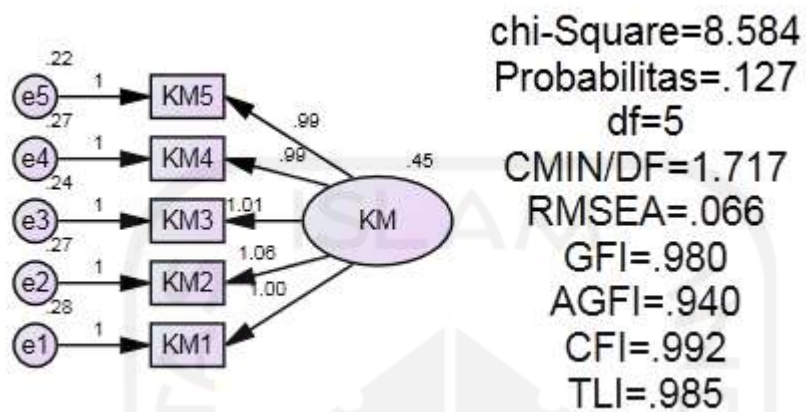 chi-Square=8.584
Probabilitas=.127
df=5
CMIN/DF=1.717
RMSEA=.066
GFI=.980
AGFI=.940
CFI=.992
TLI=.985
.22
e5 1 KM5 .99
.27
e4 1 KM4 .99 .45
.24
e3 1 KM3 1.01 KM
.27
e2 1 KM2 1.06
.28
e1 1 KM1 1.00
ISLAM